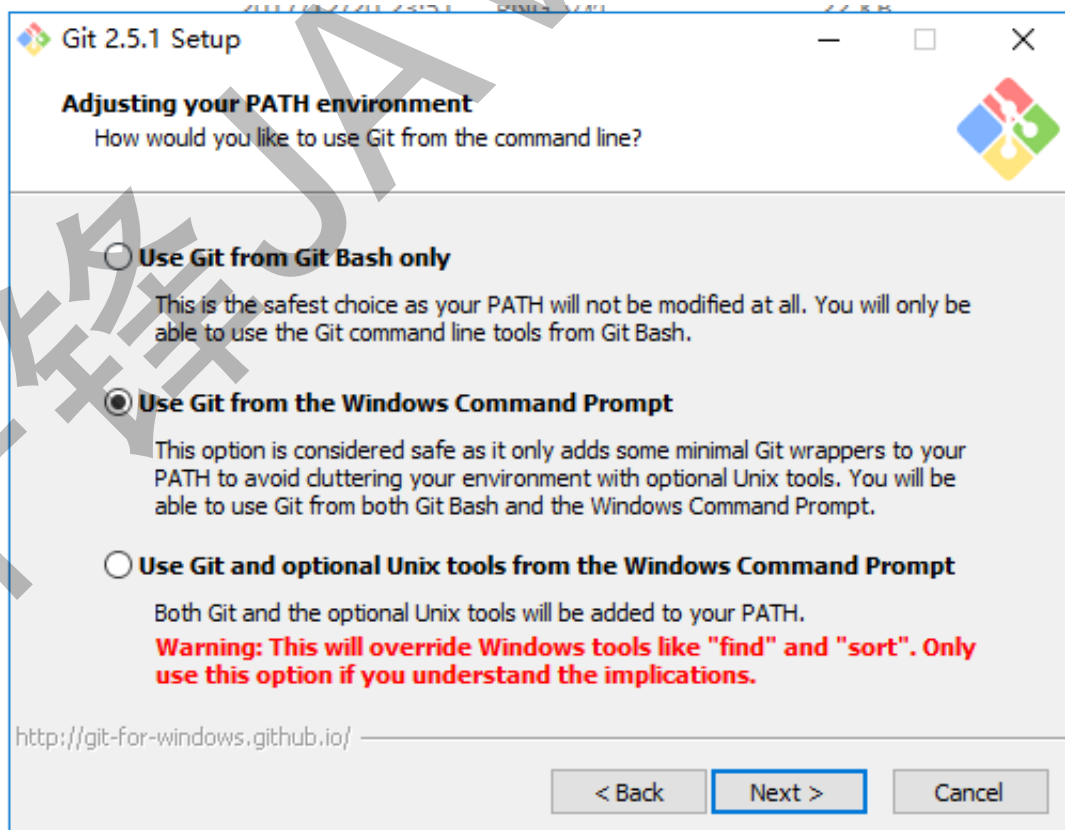 Git 2.5.1 Setup
Adjusting your PATH environment
How would you like to use Git from the command line?
Use Git from Git Bash only
This is the safest choice as your PATH will not be modified at all. You will only be
able to use the Git command line tools from Git Bash.
Use Git from the Windows Command Prompt
This option is considered safe as it only adds some minimal Git wrappers to your
PATH to avoid cluttering your environment with optional Unix tools. You will be
able to use Git from both Git Bash and the Windows Command Prompt.
Use Git and optional Unix tools from the Windows Command Prompt
Both Git and the optional Unix tools will be added to your PATH.
Warning: This will override Windows tools like "find" and "sort". Only
use this option if you understand the implications.
http://git-for-windows.github.io/
< Back Next > Cancel
锋JA